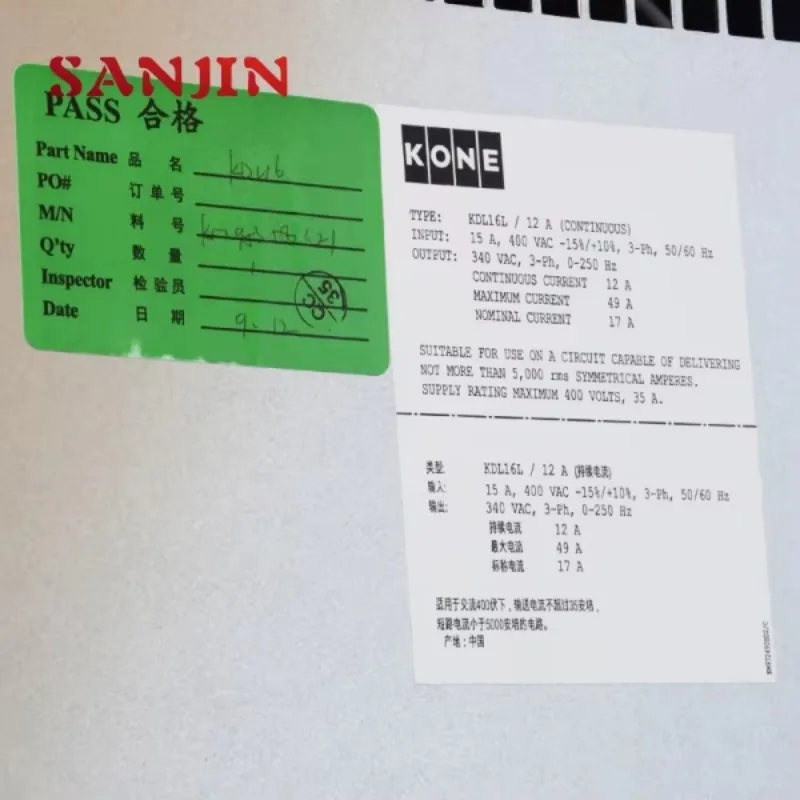 SANJIN
PASS 合格
Part Name 品 名
PO# 订 单 号
M/N 料 号
Q'ty 数 量 1
Inspector 检 验 员 QC 35
Date 日 期
KONE
TYPE: KDL16L / 12 A (CONTINUOUS)
INPUT: 15 A, 400 VAC -15%/+10%, 3-Ph, 50/60 Hz
OUTPUT: 340 VAC, 3-Ph, 0-250 Hz
CONTINUOUS CURRENT 12 A
MAXIMUM CURRENT 49 A
NOMINAL CURRENT 17 A
SUITABLE FOR USE ON A CIRCUIT CAPABLE OF DELIVERING
NOT MORE THAN 5,000 rms SYMMETRICAL AMPERES.
SUPPLY RATING MAXIMUM 400 VOLTS, 35 A.
类型: KDL16L / 12 A (持续电流)
输入: 15 A, 400 VAC -15%/+10%, 3-Ph, 50/60 Hz
输出: 340 VAC, 3-Ph, 0-250 Hz
持续电流 12 A
最大电流 49 A
标称电流 17 A
适用于交流400伏下，输送电流不超过35安培，
短路电流小于5000安培的电路。
产地：中国